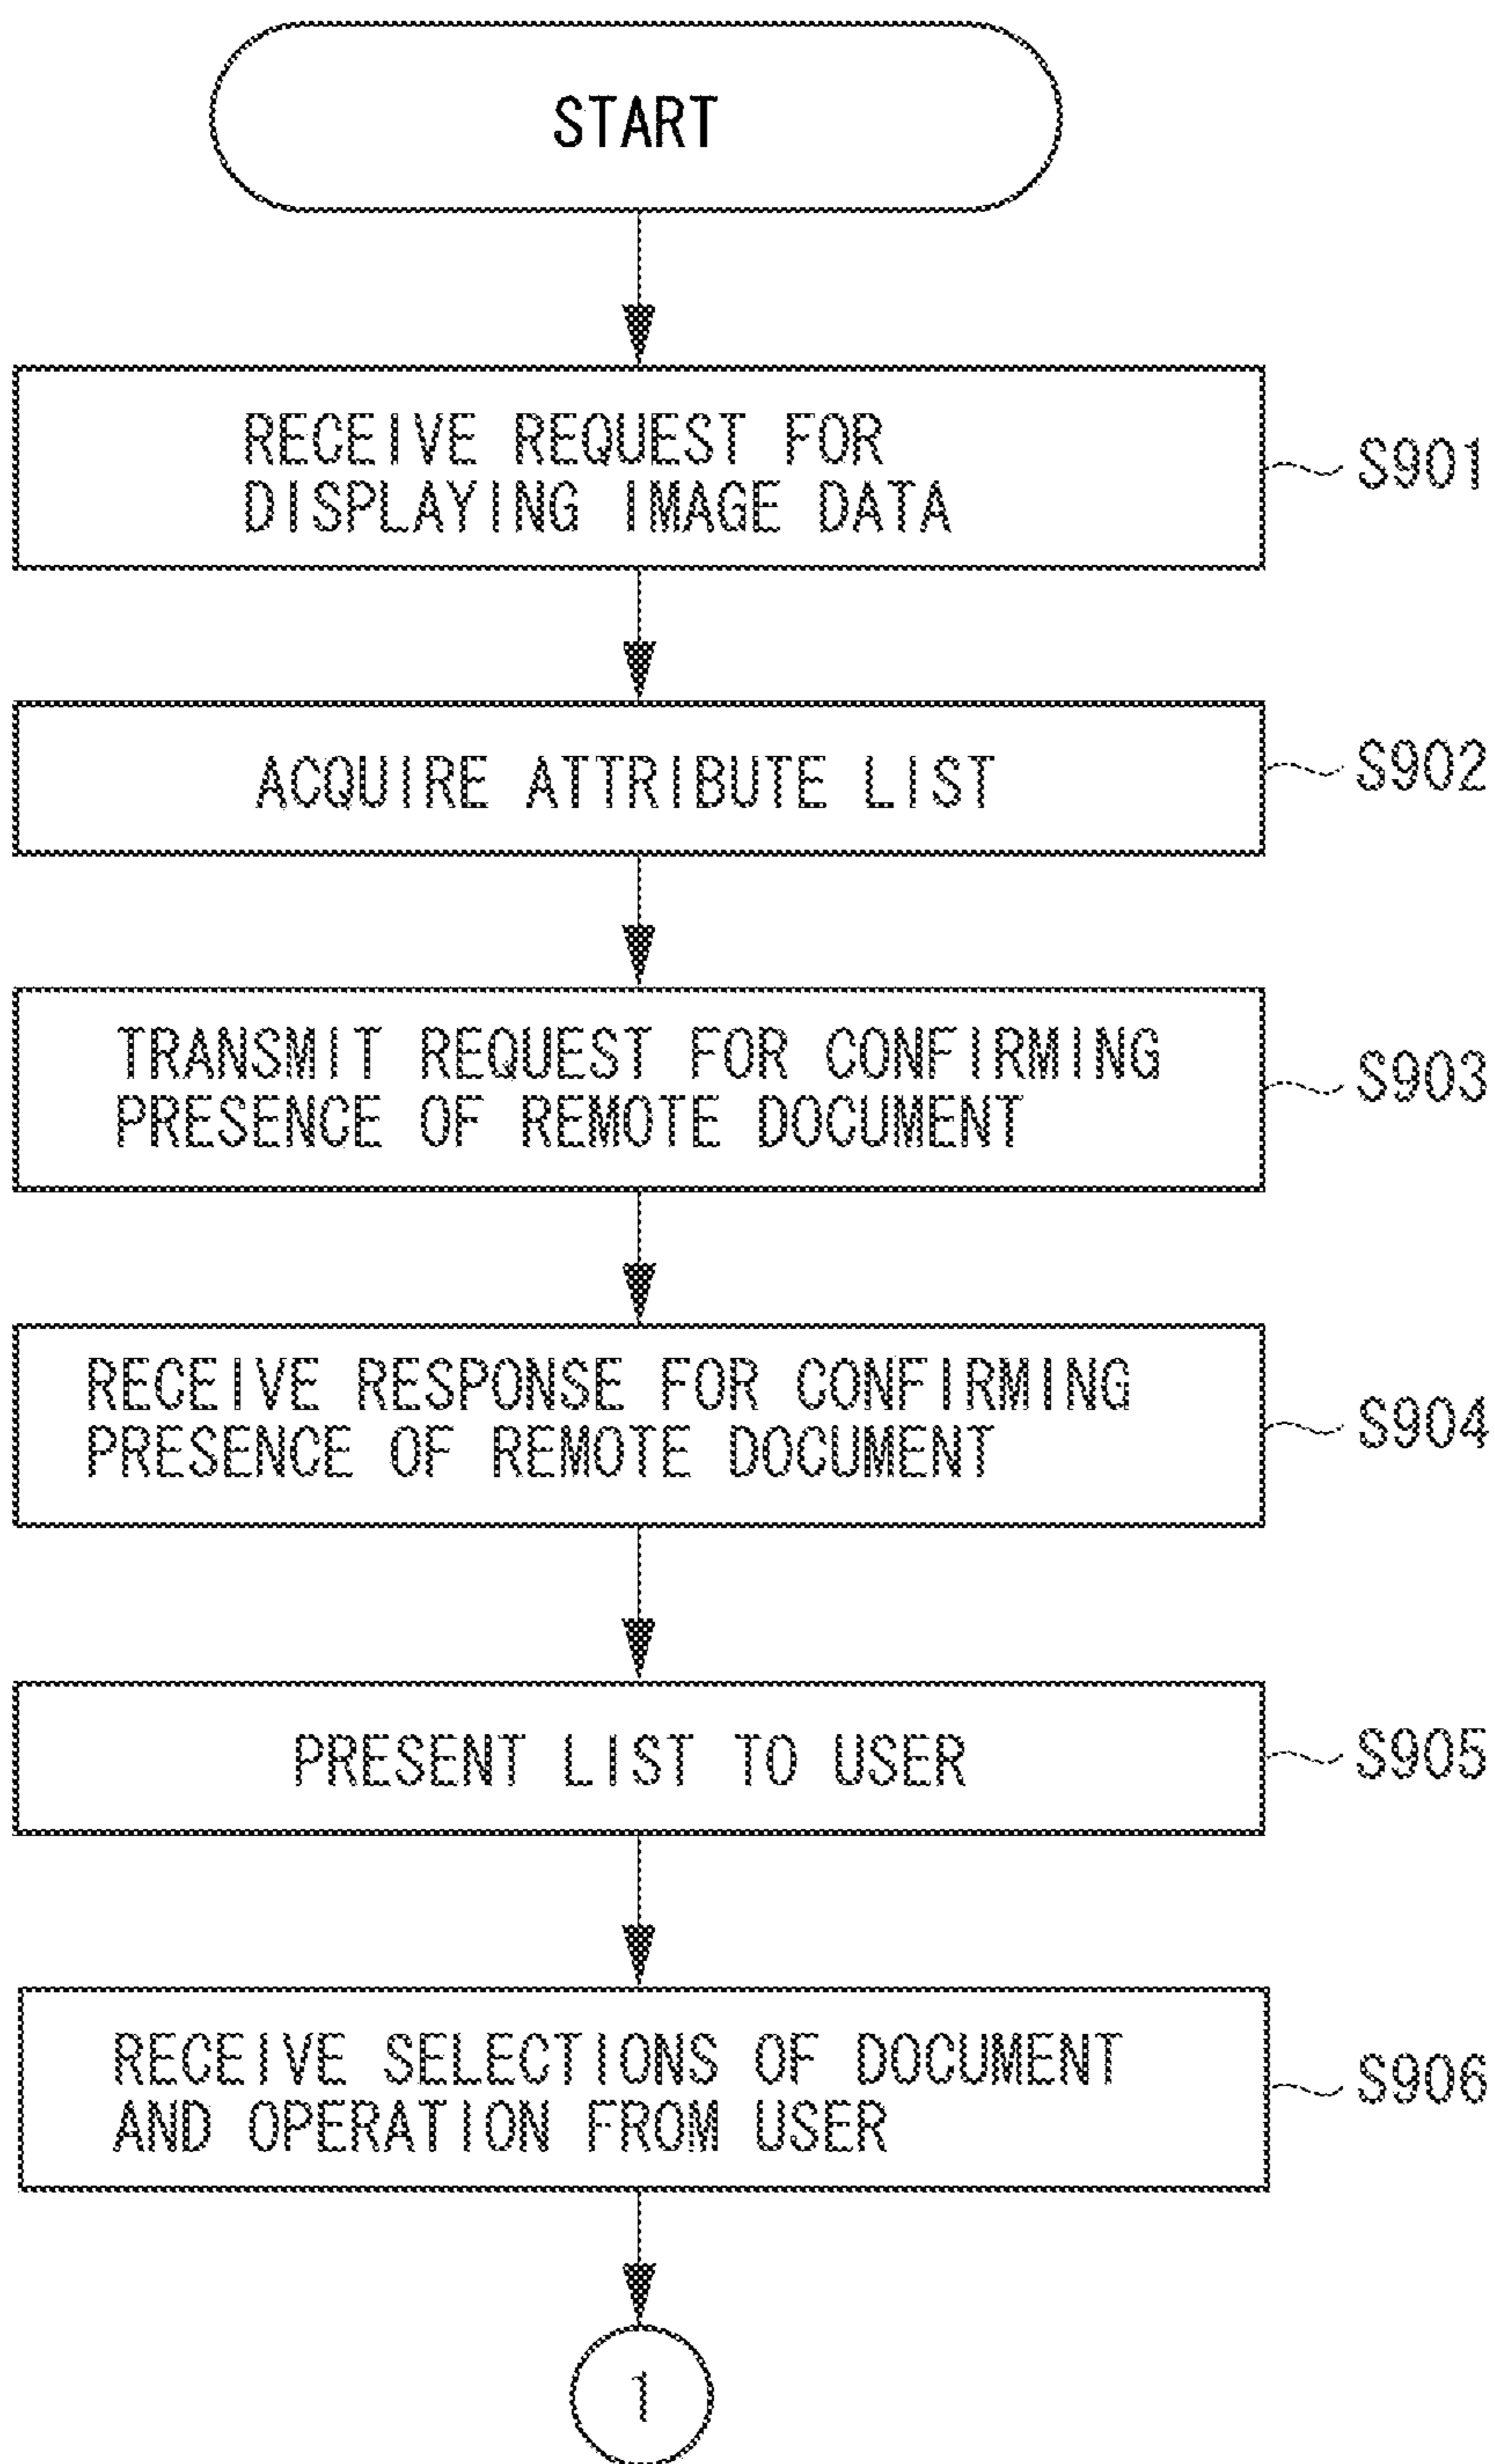 START
RECEIVE REQUEST FOR
DISPLAYING IMAGE DATA
S901
ACQUIRE ATTRIBUTE LIST
S902
TRANSMIT REQUEST FOR CONFIRMING
PRESENCE OF REMOTE DOCUMENT
S903
RECEIVE RESPONSE FOR CONFIRMING
PRESENCE OF REMOTE DOCUMENT
S904
PRESENT LIST TO USER
S905
RECEIVE SELECTIONS OF DOCUMENT
AND OPERATION FROM USER
S906
1